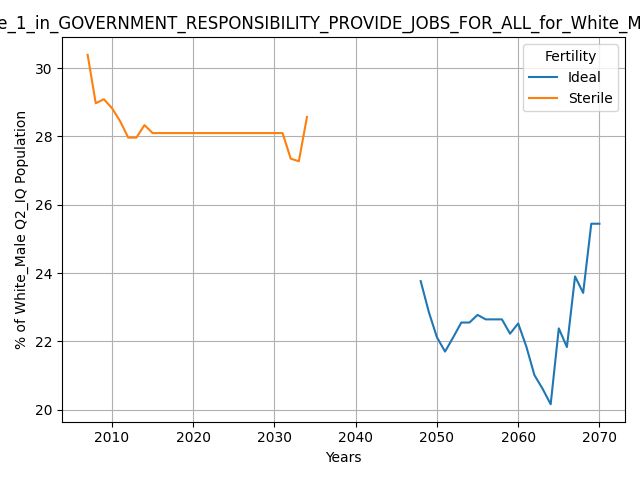 e_1_in_GOVERNMENT_RESPONSIBILITY_PROVIDE_JOBS_FOR_ALL_for_White_M
Fertility
Ideal
Sterile
% of White_Male Q2_IQ Population
30
28
26
24
22
20
2010 2020 2030 2040 2050 2060 2070
Years